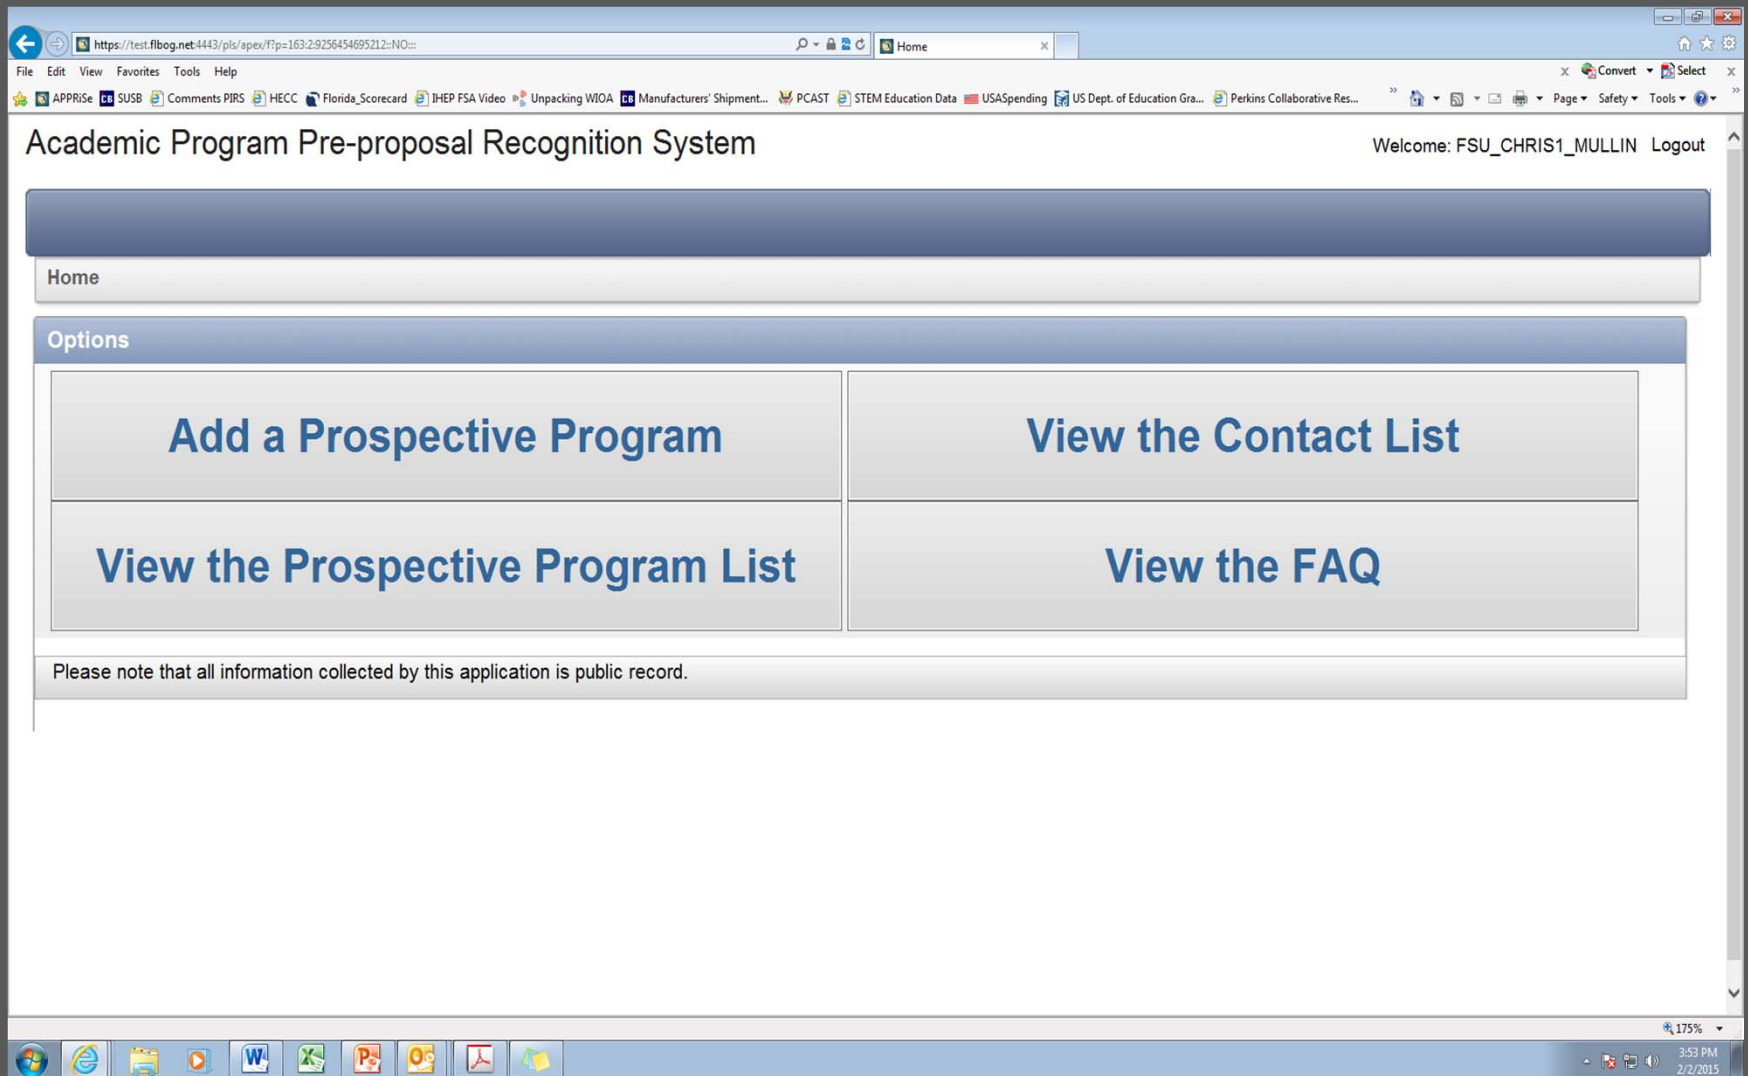 https://test.flbog.net:4443/pls/apex/f?p=163:2:9256454695212::NO:::
Home
File Edit View Favorites Tools Help
Convert Select
APPRiSe SUSB Comments PIRS HECC Florida_Scorecard IHEP FSA Video Unpacking WIOA Manufacturers' Shipment... PCAST STEM Education Data USASpending US Dept. of Education Gra... Perkins Collaborative Res... Page Safety Tools
Academic Program Pre-proposal Recognition System
Welcome: FSU_CHRIS1_MULLIN Logout
Home
Options
Add a Prospective Program
View the Contact List
View the Prospective Program List
View the FAQ
Please note that all information collected by this application is public record.
175%
3:53 PM
2/2/2015